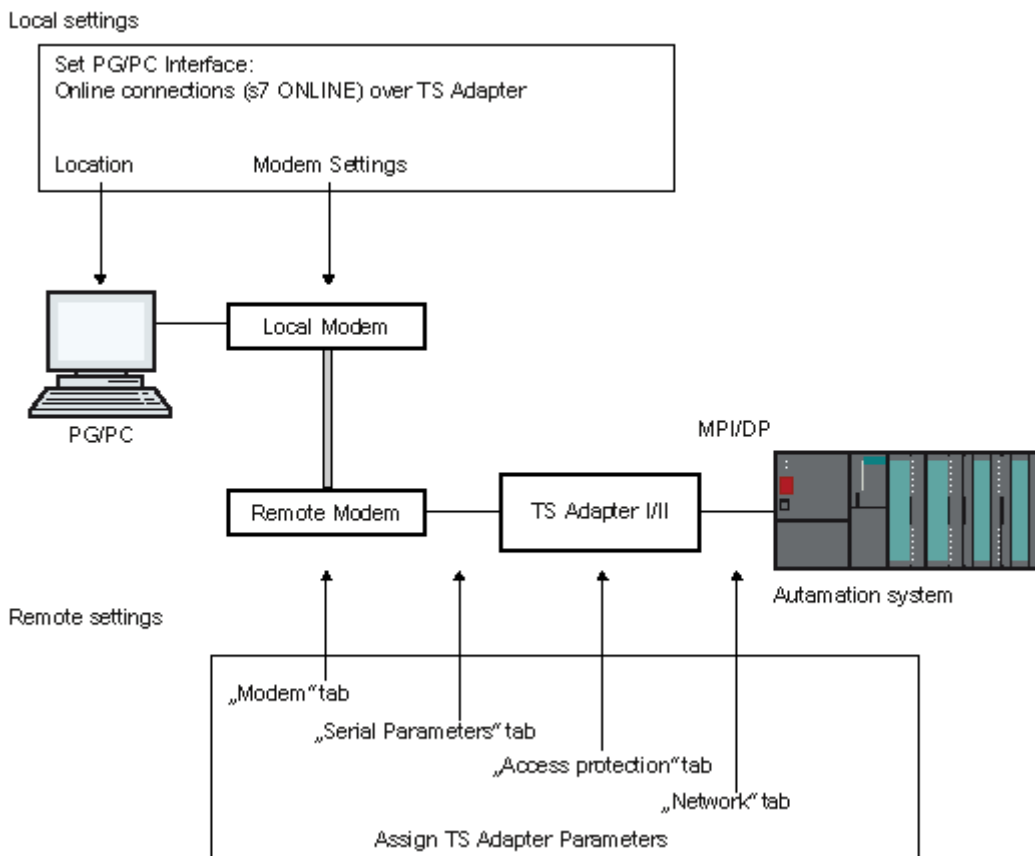 Local settings
Set PG/PC Interface:
Online connections (s7 ONLINE) over TS Adapter
Location
Modem Settings
Local Modem
PG/PC
MPI/DP
Remote Modem
TS Adapter I/II
Autamation system
Remote settings
„Modem“ tab
„Serial Parameters“ tab
„Access protection“ tab
„Network“ tab
Assign TS Adapter Parameters